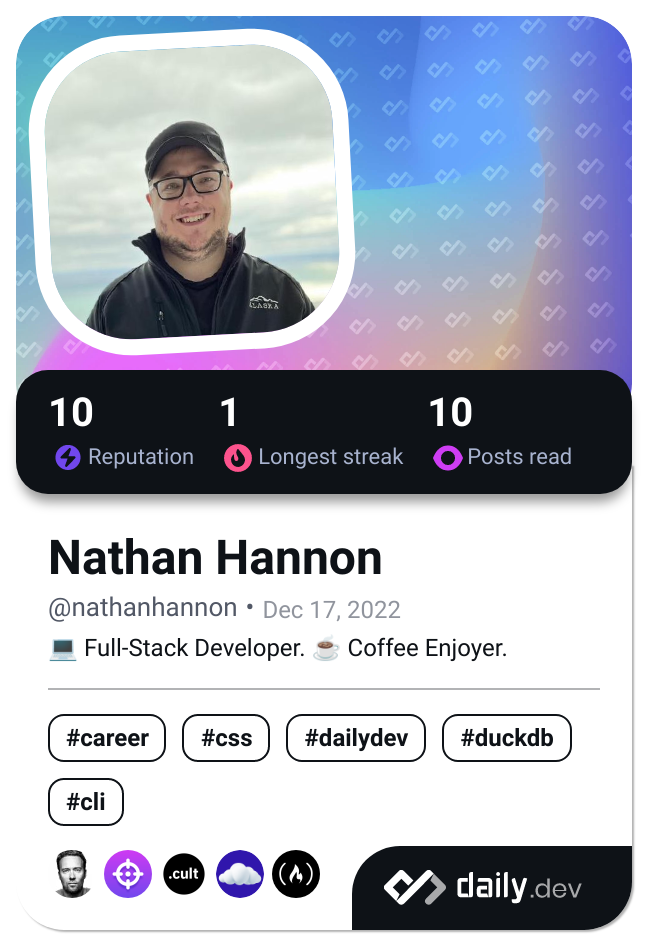 ALASKA
10 1 10
Reputation Longest streak Posts read
Nathan Hannon
@nathanhannon • Dec 17, 2022
💻 Full-Stack Developer. ☕ Coffee Enjoyer.
#career #css #dailydev #duckdb
#cli
.cult
daily.dev